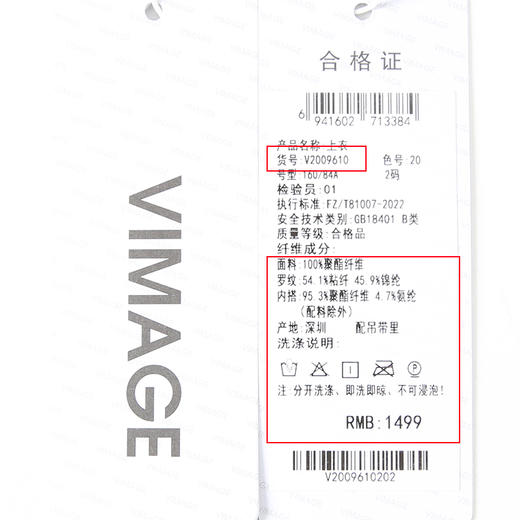 VIMAGE
合格证
6 941602 713384
产品名称:上衣
货号:V2009610 色号:20
号型:160/84A 2码
检验员:01
执行标准:FZ/T81007-2022
安全技术类别:GB18401 B类
质量等级:合格品
纤维成分:
面料:100%聚酯纤维
罗纹:54.1%粘纤 45.9%锦纶
内搭:95.3%聚酯纤维 4.7%氨纶
(配料除外)
产地:深圳 配吊带里
洗涤说明:
注:分开洗涤、即洗即晾、不可浸泡!
RMB:1499
V2009610202